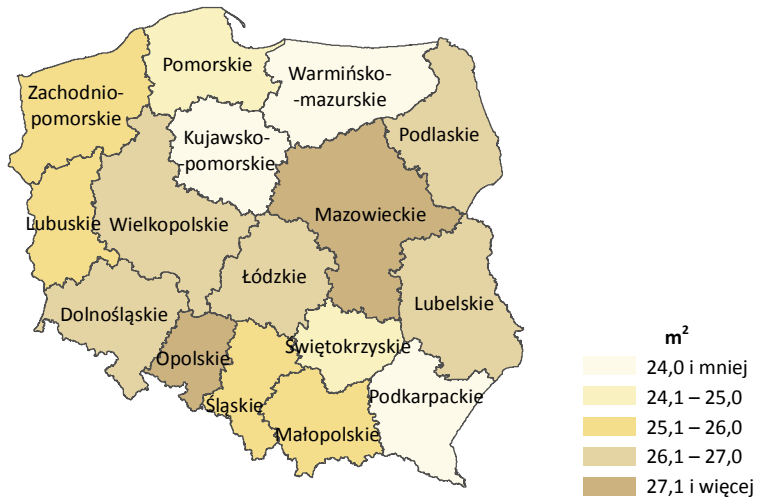 Pomorskie
Warmińsko-
-mazurskie
Zachodnio-
pomorskie
Kujawsko-
pomorskie
Podlaskie
Lubuskie
Wielkopolskie
Mazowieckie
Łódzkie
Dolnośląskie
Lubelskie
Opolskie
Świętokrzyskie
Śląskie
Małopolskie
Podkarpackie
m²
24,0 i mniej
24,1 – 25,0
25,1 – 26,0
26,1 – 27,0
27,1 i więcej